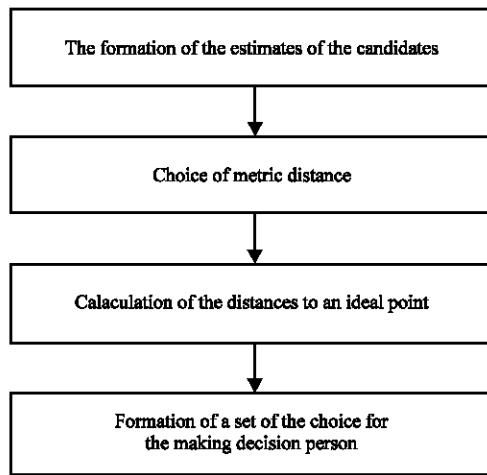 The formation of the estimates of the candidates
Choice of metric distance
Calaculation of the distances to an ideal point
Formation of a set of the choice for
the making decision person